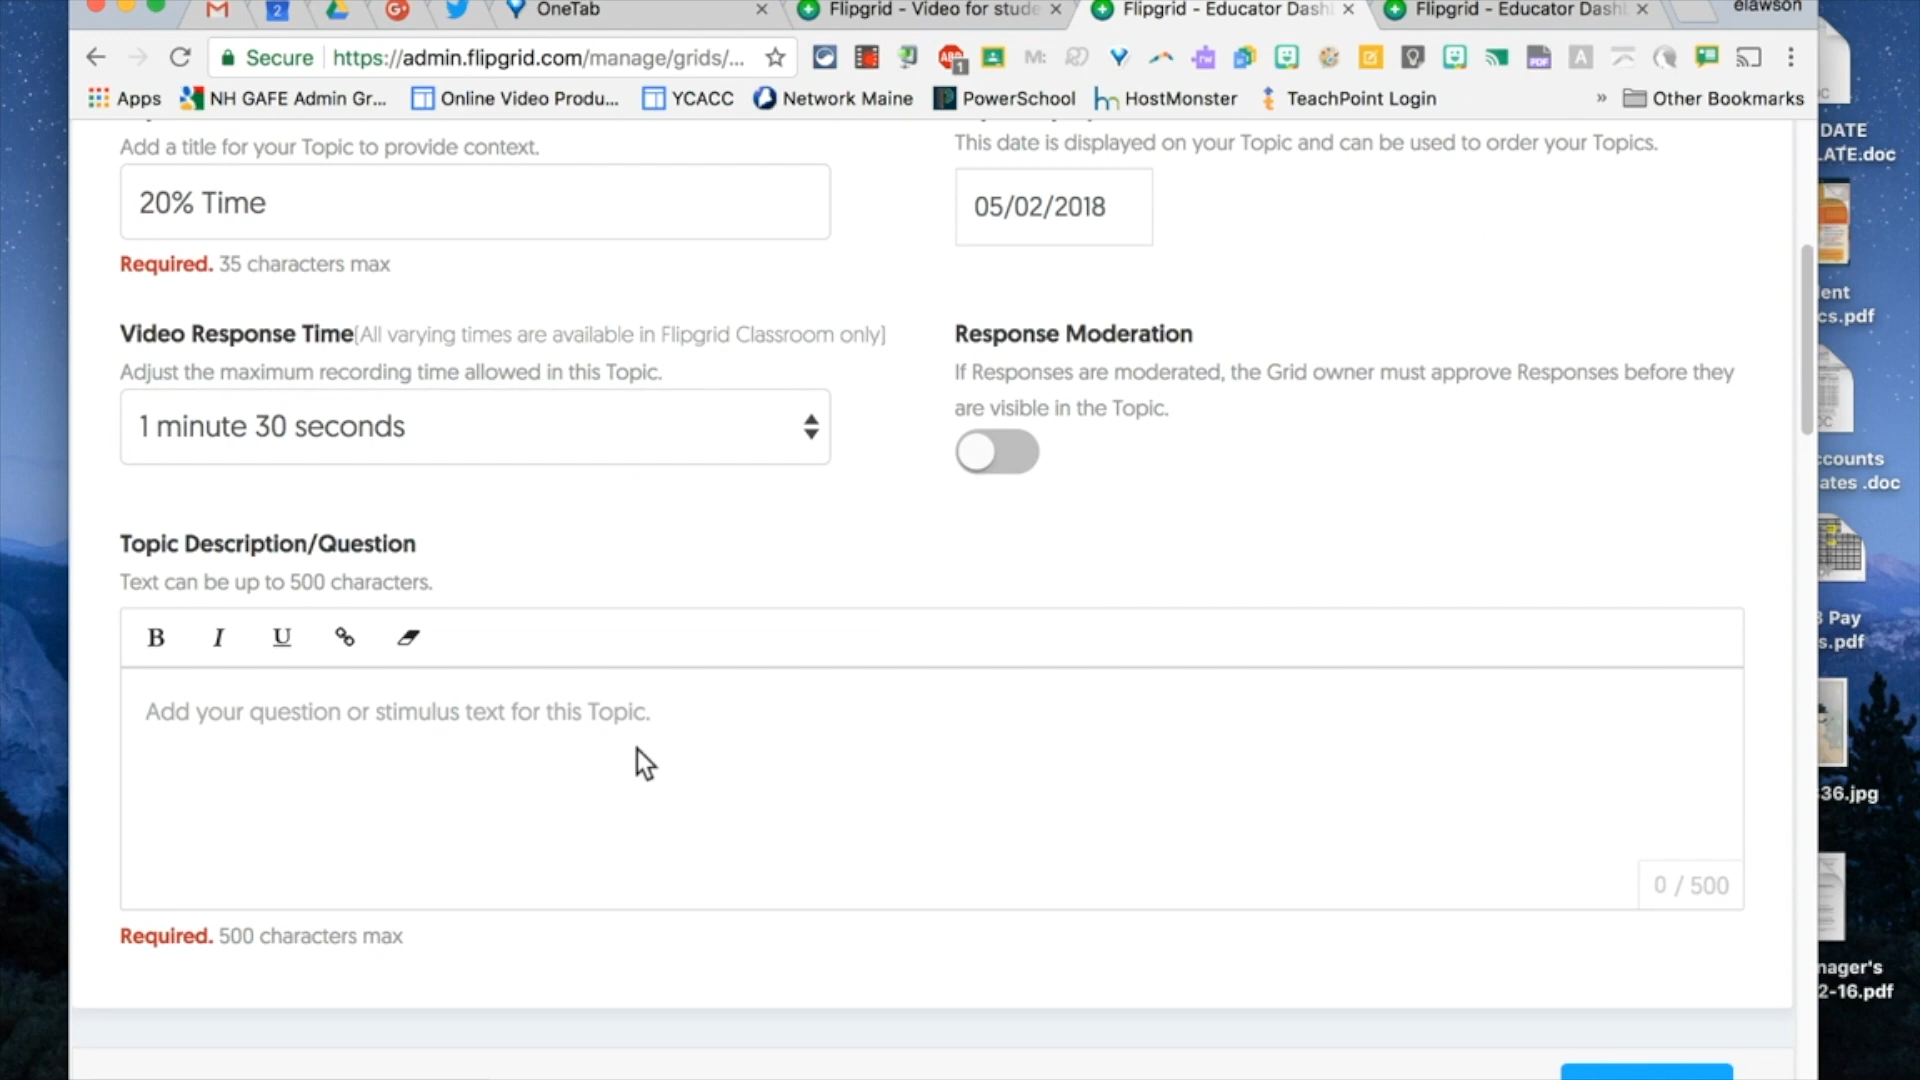 OneTab
Flipgrid - Video for stude
Flipgrid - Educator Dash
Flipgrid - Educator Dash
elawson
Secure
https://admin.flipgrid.com/manage/grids/...
Apps
NH GAFE Admin Gr...
Online Video Produ...
YCACC
Network Maine
PowerSchool
HostMonster
TeachPoint Login
»
Other Bookmarks
Add a title for your Topic to provide context.
20% Time
Required. 35 characters max
This date is displayed on your Topic and can be used to order your Topics.
05/02/2018
Video Response Time[All varying times are available in Flipgrid Classroom only]
Adjust the maximum recording time allowed in this Topic.
1 minute 30 seconds
Response Moderation
If Responses are moderated, the Grid owner must approve Responses before they
are visible in the Topic.
Topic Description/Question
Text can be up to 500 characters.
B I U
Add your question or stimulus text for this Topic.
0 / 500
Required. 500 characters max
DATE
LATE.doc
ent
cs.pdf
ccounts
ates .doc
Pay
s.pdf
36.jpg
nager's
2-16.pdf